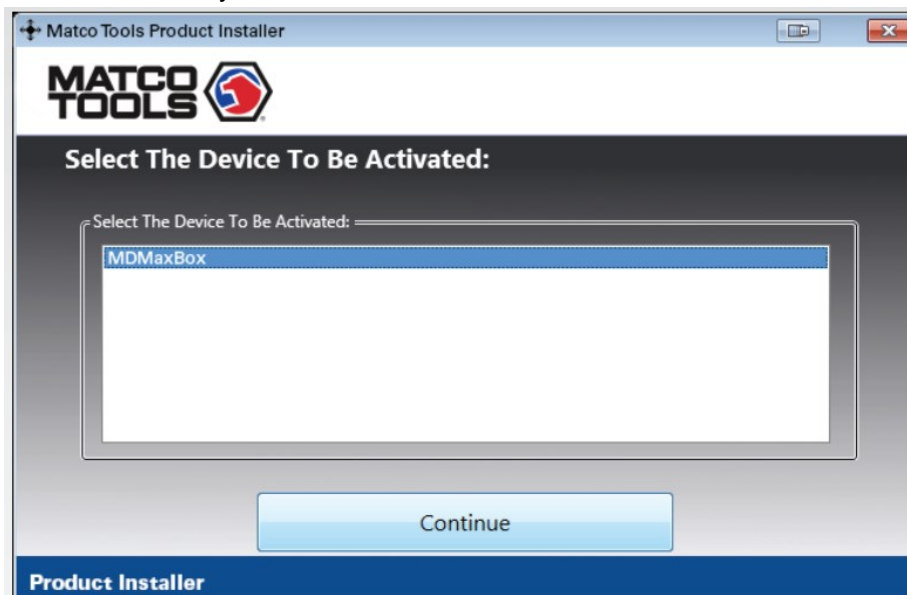 Matco Tools Product Installer
MATCO
TOOLS
Select The Device To Be Activated:
Select The Device To Be Activated:
MDMaxBox
Continue
Product Installer